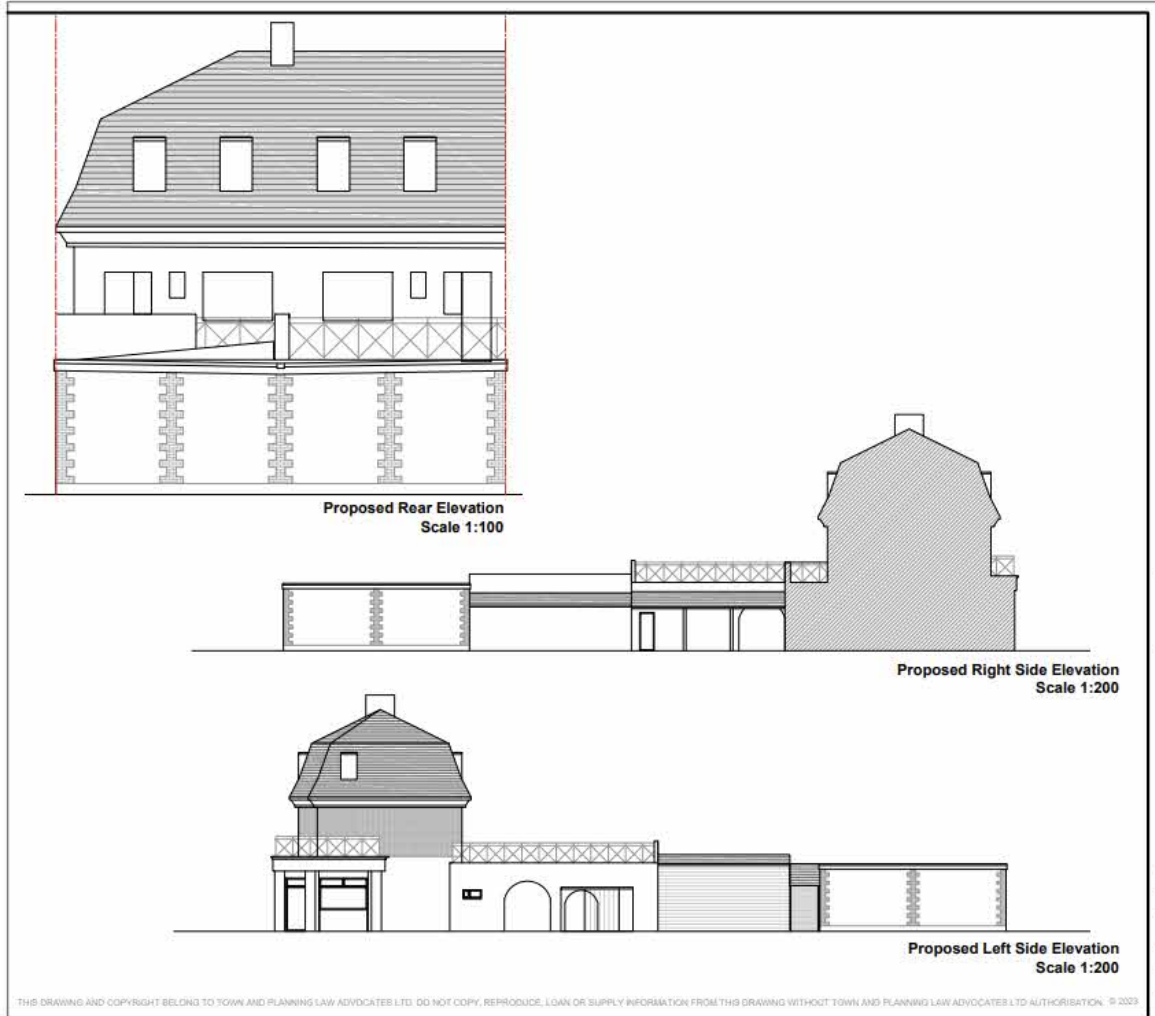 Proposed Rear Elevation
Scale 1:100
Proposed Right Side Elevation
Scale 1:200
Proposed Left Side Elevation
Scale 1:200
THIS DRAWING AND COPYRIGHT BELONG TO TOWN AND PLANNING LAW ADVOCATES LTD. DO NOT COPY, REPRODUCE, LOAN OR SUPPLY INFORMATION FROM THIS DRAWING WITHOUT TOWN AND PLANNING LAW ADVOCATES LTD AUTHORISATION. © 2023